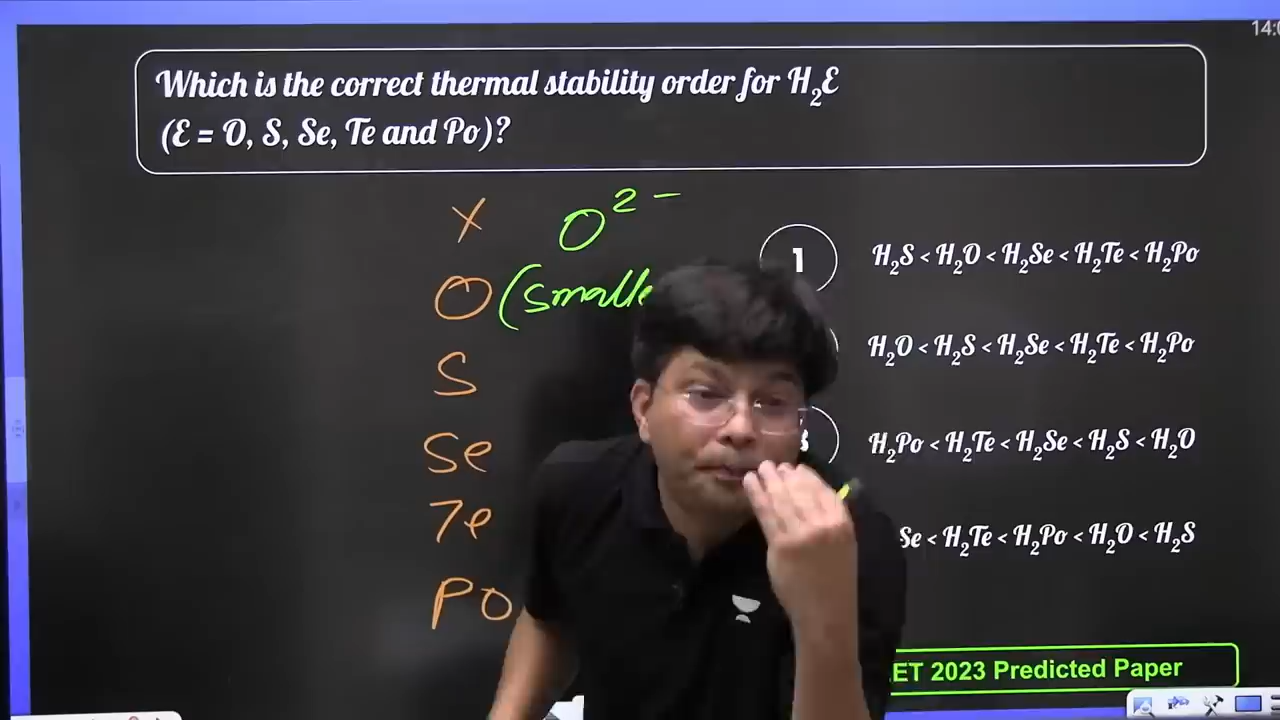 14:0
Which is the correct thermal stability order for H₂E
(E = O, S, Se, Te and Po)?
X O²⁻
O (Smalle
S
Se
Te
PO
1
H₂S < H₂O < H₂Se < H₂Te < H₂Po
H₂O < H₂S < H₂Se < H₂Te < H₂Po
H₂Po < H₂Te < H₂Se < H₂S < H₂O
Se < H₂Te < H₂Po < H₂O < H₂S
ET 2023 Predicted Paper